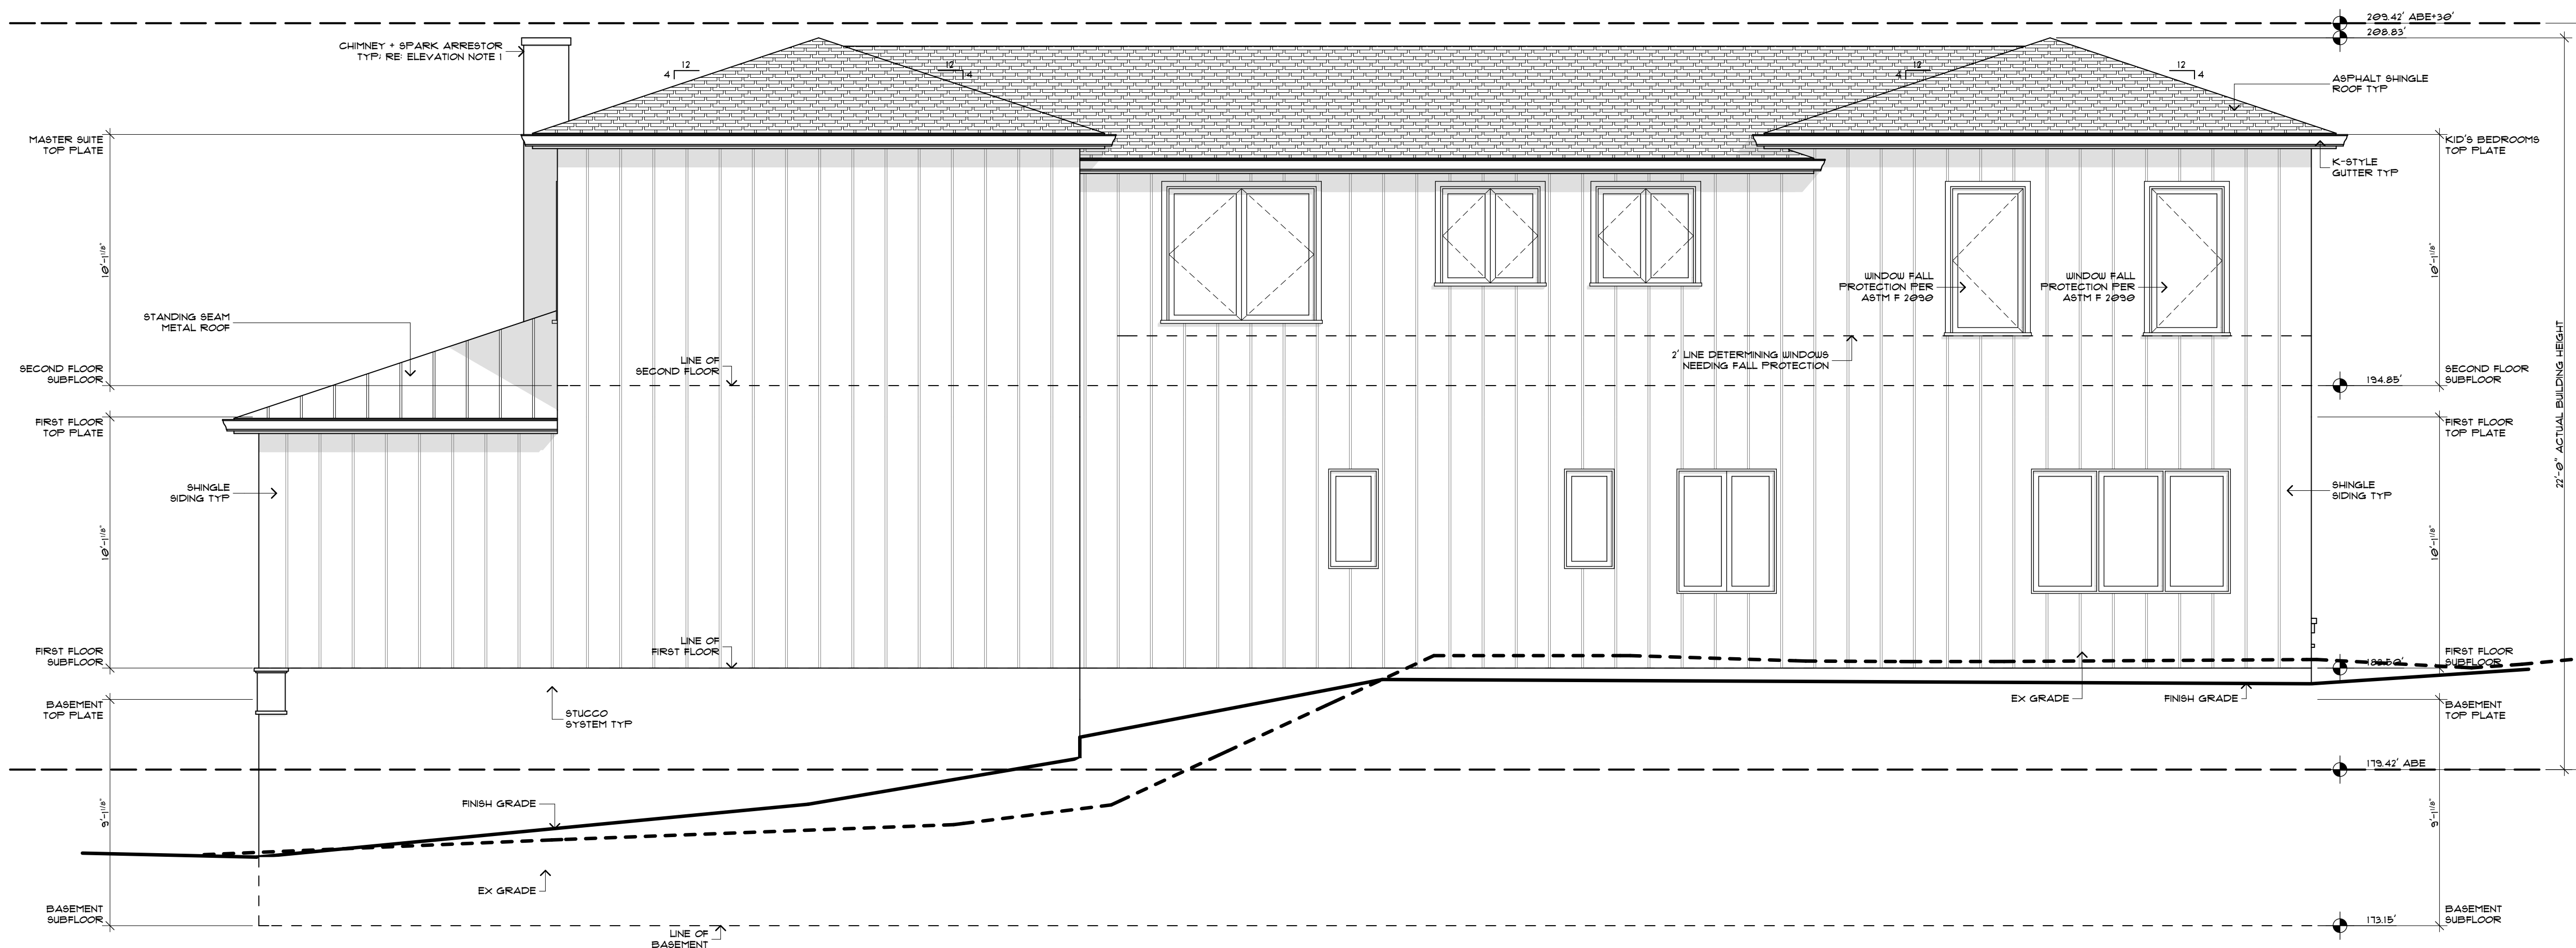 209.42' ABE+30'
208.83'
CHIMNEY + SPARK ARRESTOR
TYP; RE: ELEVATION NOTE 1
12
4
12
4
12
4
12
4
ASPHALT SHINGLE
ROOF TYP
MASTER SUITE
TOP PLATE
KID'S BEDROOMS
TOP PLATE
K-STYLE
GUTTER TYP
10'-1 1/8"
10'-1 1/8"
WINDOW FALL
PROTECTION PER
ASTM F 2090
WINDOW FALL
PROTECTION PER
ASTM F 2090
STANDING SEAM
METAL ROOF
LINE OF
SECOND FLOOR
2' LINE DETERMINING WINDOWS
NEEDING FALL PROTECTION
SECOND FLOOR
SUBFLOOR
194.85'
SECOND FLOOR
SUBFLOOR
22'-0" ACTUAL BUILDING HEIGHT
FIRST FLOOR
TOP PLATE
FIRST FLOOR
TOP PLATE
SHINGLE
SIDING TYP
SHINGLE
SIDING TYP
10'-1 1/8"
10'-1 1/8"
FIRST FLOOR
SUBFLOOR
LINE OF
FIRST FLOOR
FIRST FLOOR
SUBFLOOR
EX GRADE
FINISH GRADE
BASEMENT
TOP PLATE
STUCCO
SYSTEM TYP
BASEMENT
TOP PLATE
179.42' ABE
FINISH GRADE
9'-1 1/8"
9'-1 1/8"
EX GRADE
BASEMENT
SUBFLOOR
LINE OF
BASEMENT
173.15'
BASEMENT
SUBFLOOR